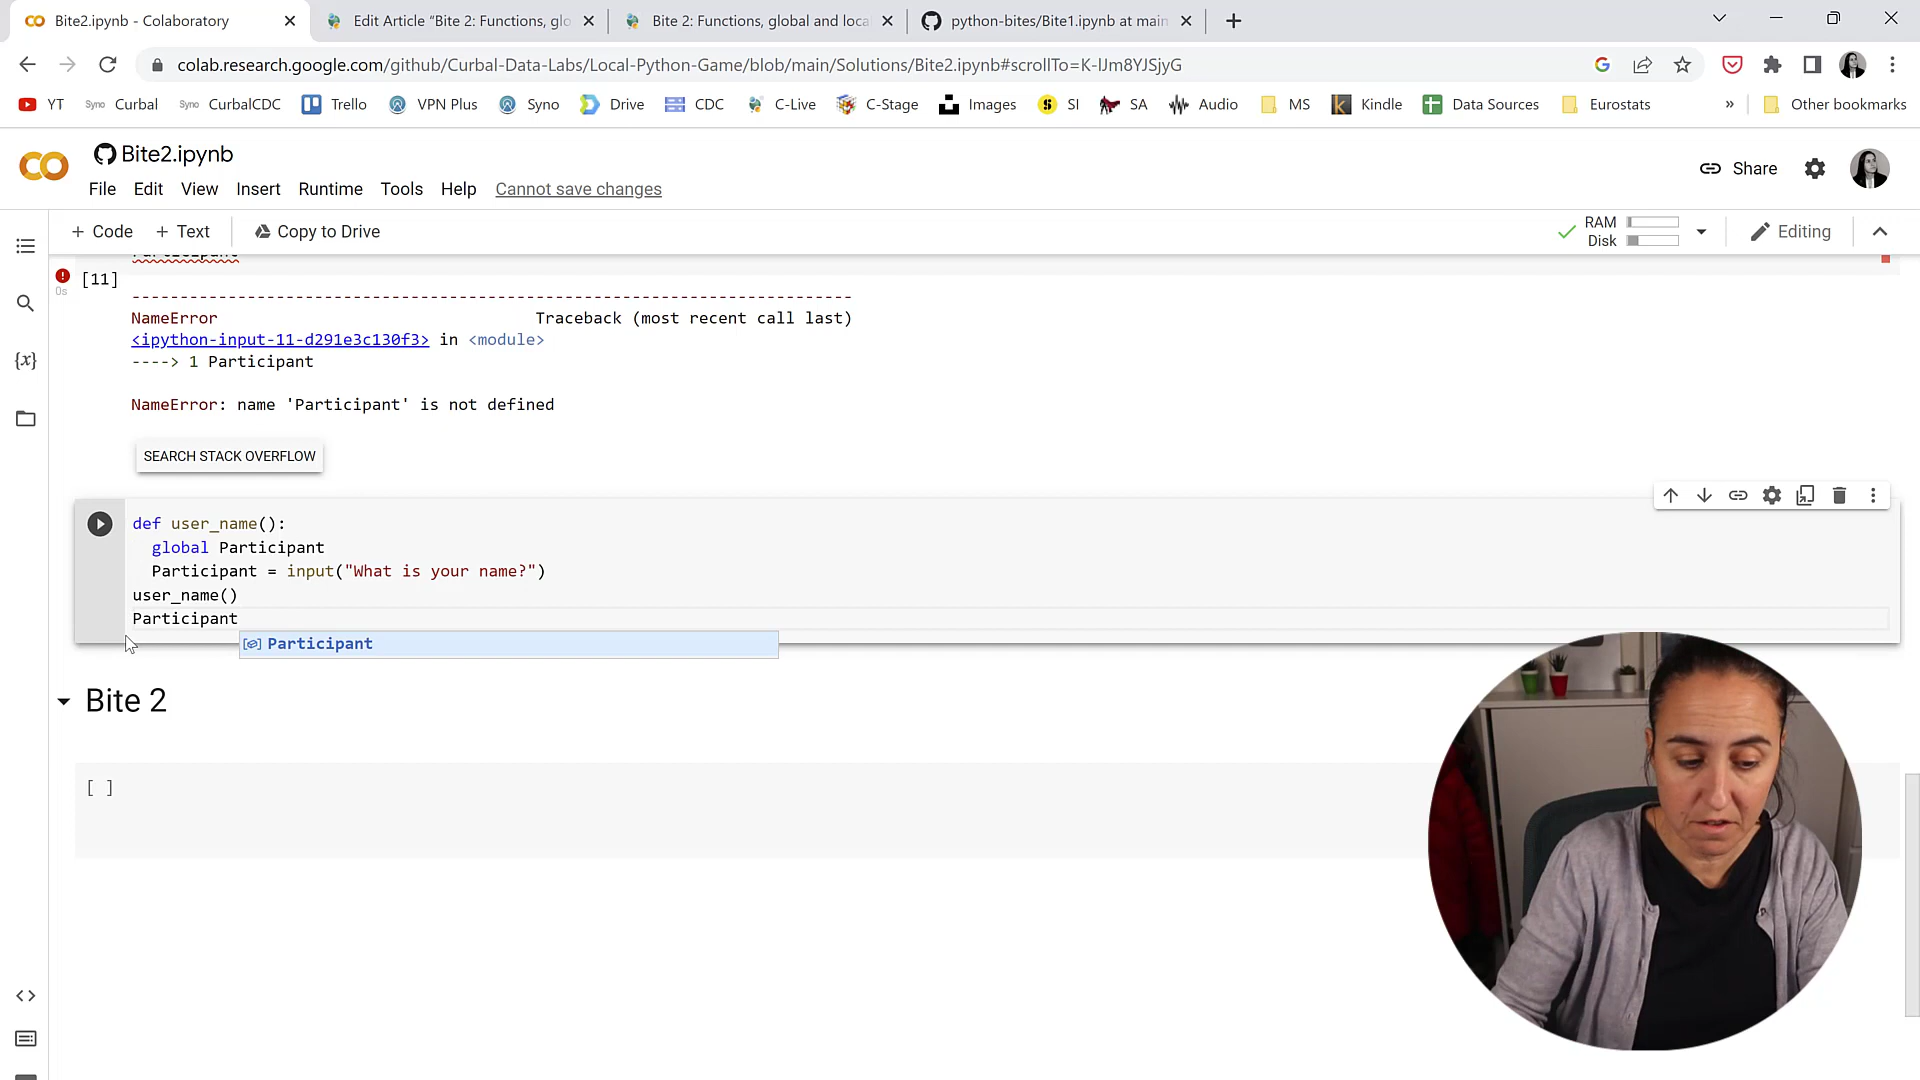 Bite2.ipynb - Colaboratory
Edit Article "Bite 2: Functions, glo
Bite 2: Functions, global and loca
python-bites/Bite1.ipynb at main
colab.research.google.com/github/Curbal-Data-Labs/Local-Python-Game/blob/main/Solutions/Bite2.ipynb#scrollTo=K-IJm8YJSjyG
YT Syno Curbal Syno CurbalCDC Trello VPN Plus Syno Drive CDC C-Live C-Stage Images SI SA Audio MS Kindle Data Sources Eurostats » Other bookmarks
Bite2.ipynb
Share
File Edit View Insert Runtime Tools Help Cannot save changes
+ Code + Text Copy to Drive
RAM
Disk
Editing
Participant
[11]
0s
---------------------------------------------------------------------------
NameError Traceback (most recent call last)
<ipython-input-11-d291e3c130f3> in <module>
----> 1 Participant
NameError: name 'Participant' is not defined
SEARCH STACK OVERFLOW
def user_name():
global Participant
Participant = input("What is your name?")
user_name()
Participant
Participant
Bite 2
[ ]